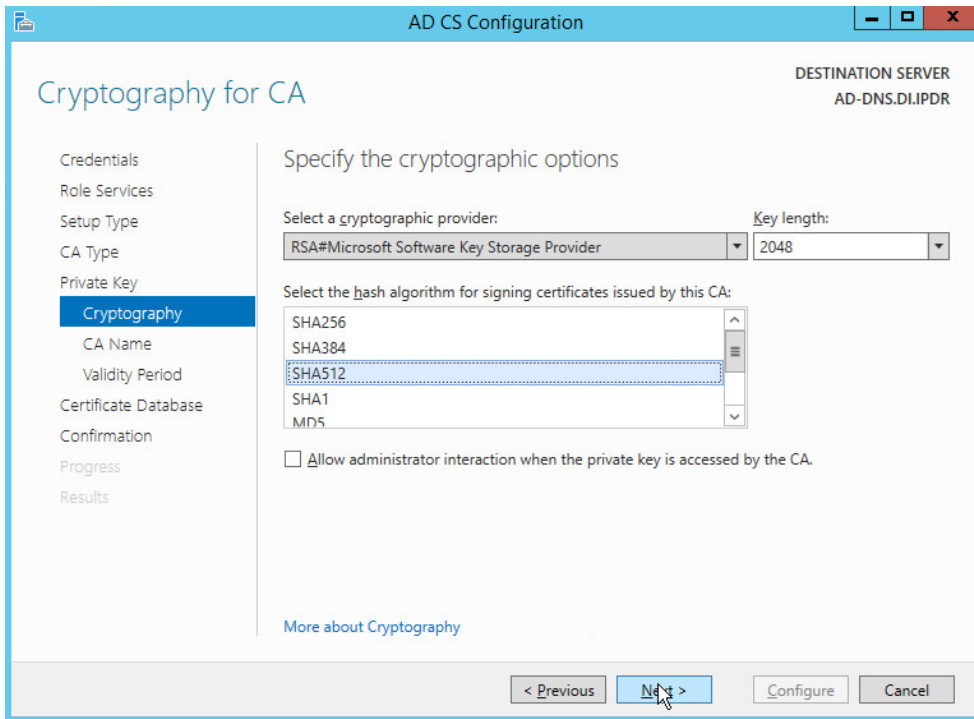 AD CS Configuration
DESTINATION SERVER
AD-DNS.DI.IPDR
Cryptography for CA
Credentials
Role Services
Setup Type
CA Type
Private Key
Cryptography
CA Name
Validity Period
Certificate Database
Confirmation
Progress
Results
Specify the cryptographic options
Select a cryptographic provider:
Key length:
RSA#Microsoft Software Key Storage Provider
2048
Select the hash algorithm for signing certificates issued by this CA:
SHA256
SHA384
SHA512
SHA1
MD5
Allow administrator interaction when the private key is accessed by the CA.
More about Cryptography
< Previous
Next >
Configure
Cancel